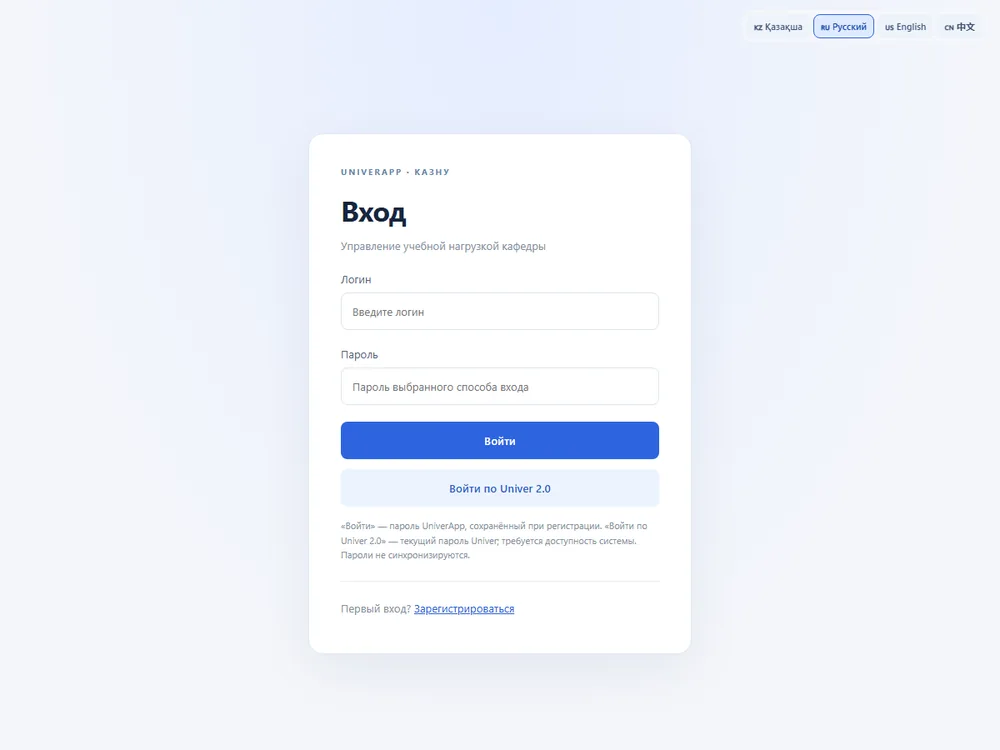 KZ Қазақша RU Русский US English CN 中文
UNIVERAPP • КАЗНУ
Вход
Управление учебной нагрузкой кафедры
Логин
Введите логин
Пароль
Пароль выбранного способа входа
Войти
Войти по Univer 2.0
«Войти» — пароль UniverApp, сохранённый при регистрации. «Войти по
Univer 2.0» — текущий пароль Univer; требуется доступность системы.
Пароли не синхронизируются.
Первый вход? Зарегистрироваться